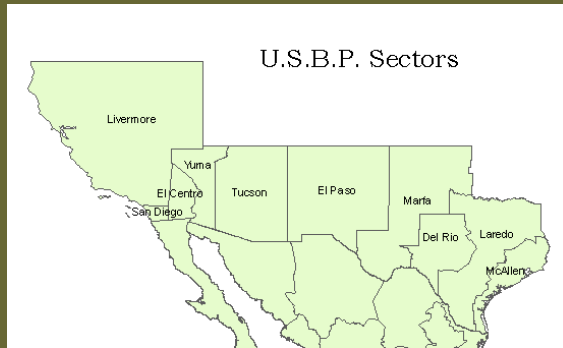 U.S.B.P. Sectors
Livermore
Yuma
El Centro
Tucson
El Paso
Marfa
San Diego
Del Rio
Laredo
McAllen